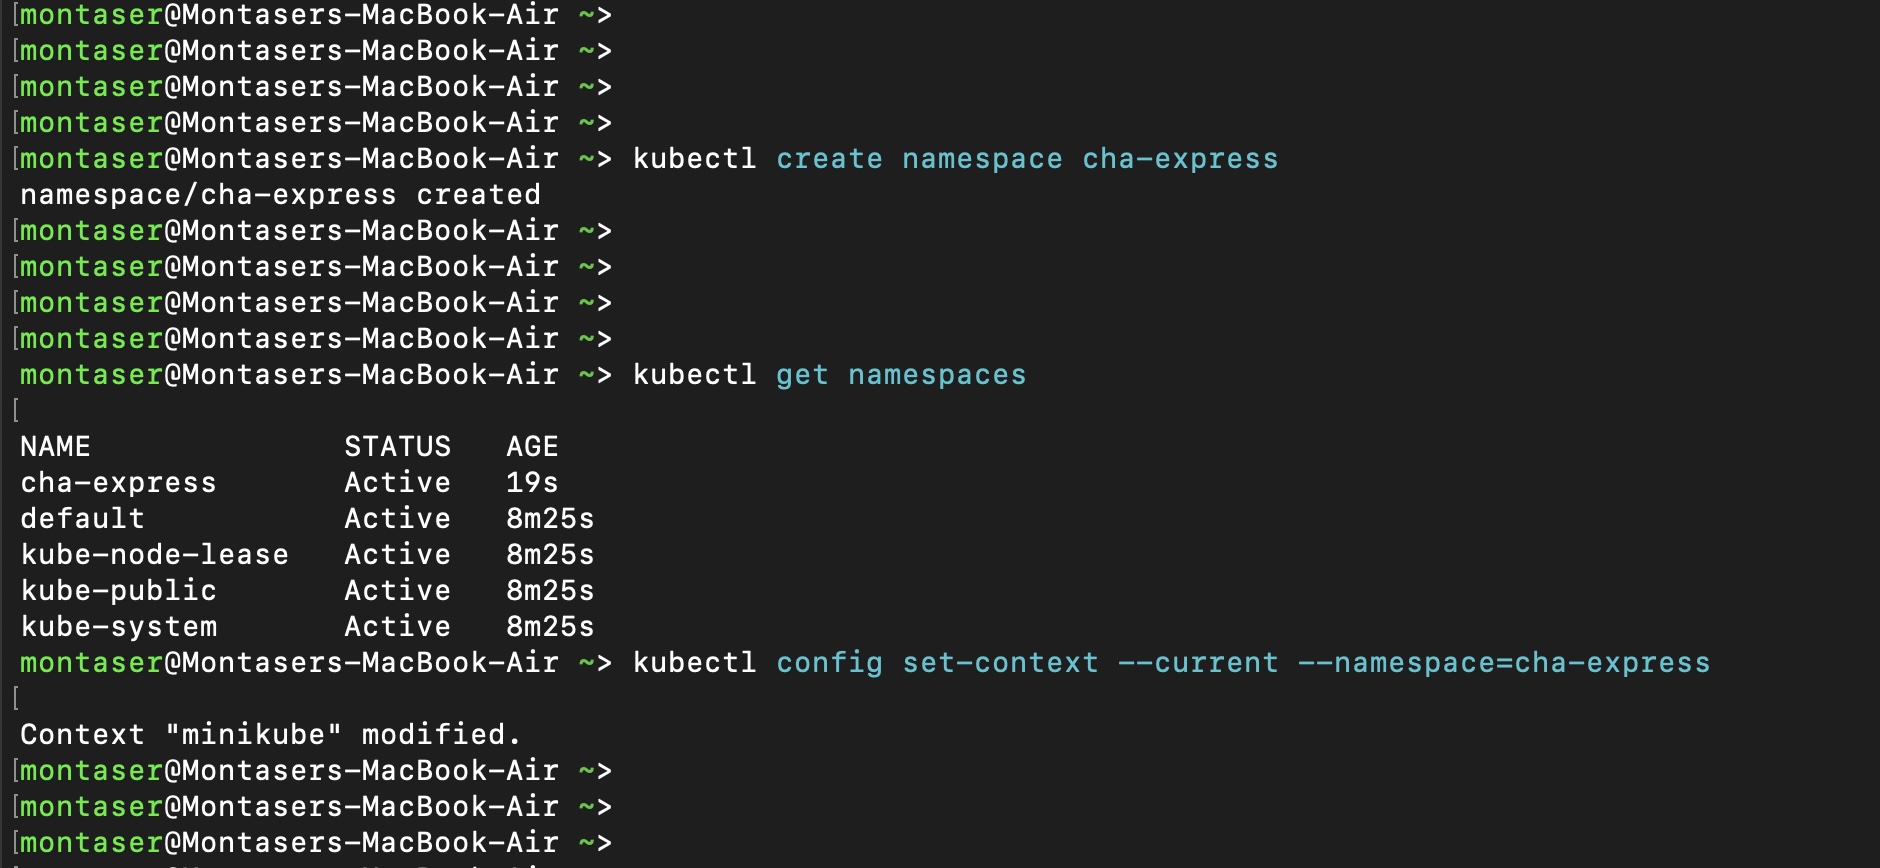 [montaser@Montasers-MacBook-Air ~>
[montaser@Montasers-MacBook-Air ~>
[montaser@Montasers-MacBook-Air ~>
[montaser@Montasers-MacBook-Air ~>
[montaser@Montasers-MacBook-Air ~> kubectl create namespace cha-express
namespace/cha-express created
[montaser@Montasers-MacBook-Air ~>
[montaser@Montasers-MacBook-Air ~>
[montaser@Montasers-MacBook-Air ~>
[montaser@Montasers-MacBook-Air ~>
montaser@Montasers-MacBook-Air ~> kubectl get namespaces
[
NAME              STATUS   AGE
cha-express       Active   19s
default           Active   8m25s
kube-node-lease   Active   8m25s
kube-public       Active   8m25s
kube-system       Active   8m25s
montaser@Montasers-MacBook-Air ~> kubectl config set-context --current --namespace=cha-express
[
Context "minikube" modified.
[montaser@Montasers-MacBook-Air ~>
[montaser@Montasers-MacBook-Air ~>
[montaser@Montasers-MacBook-Air ~>